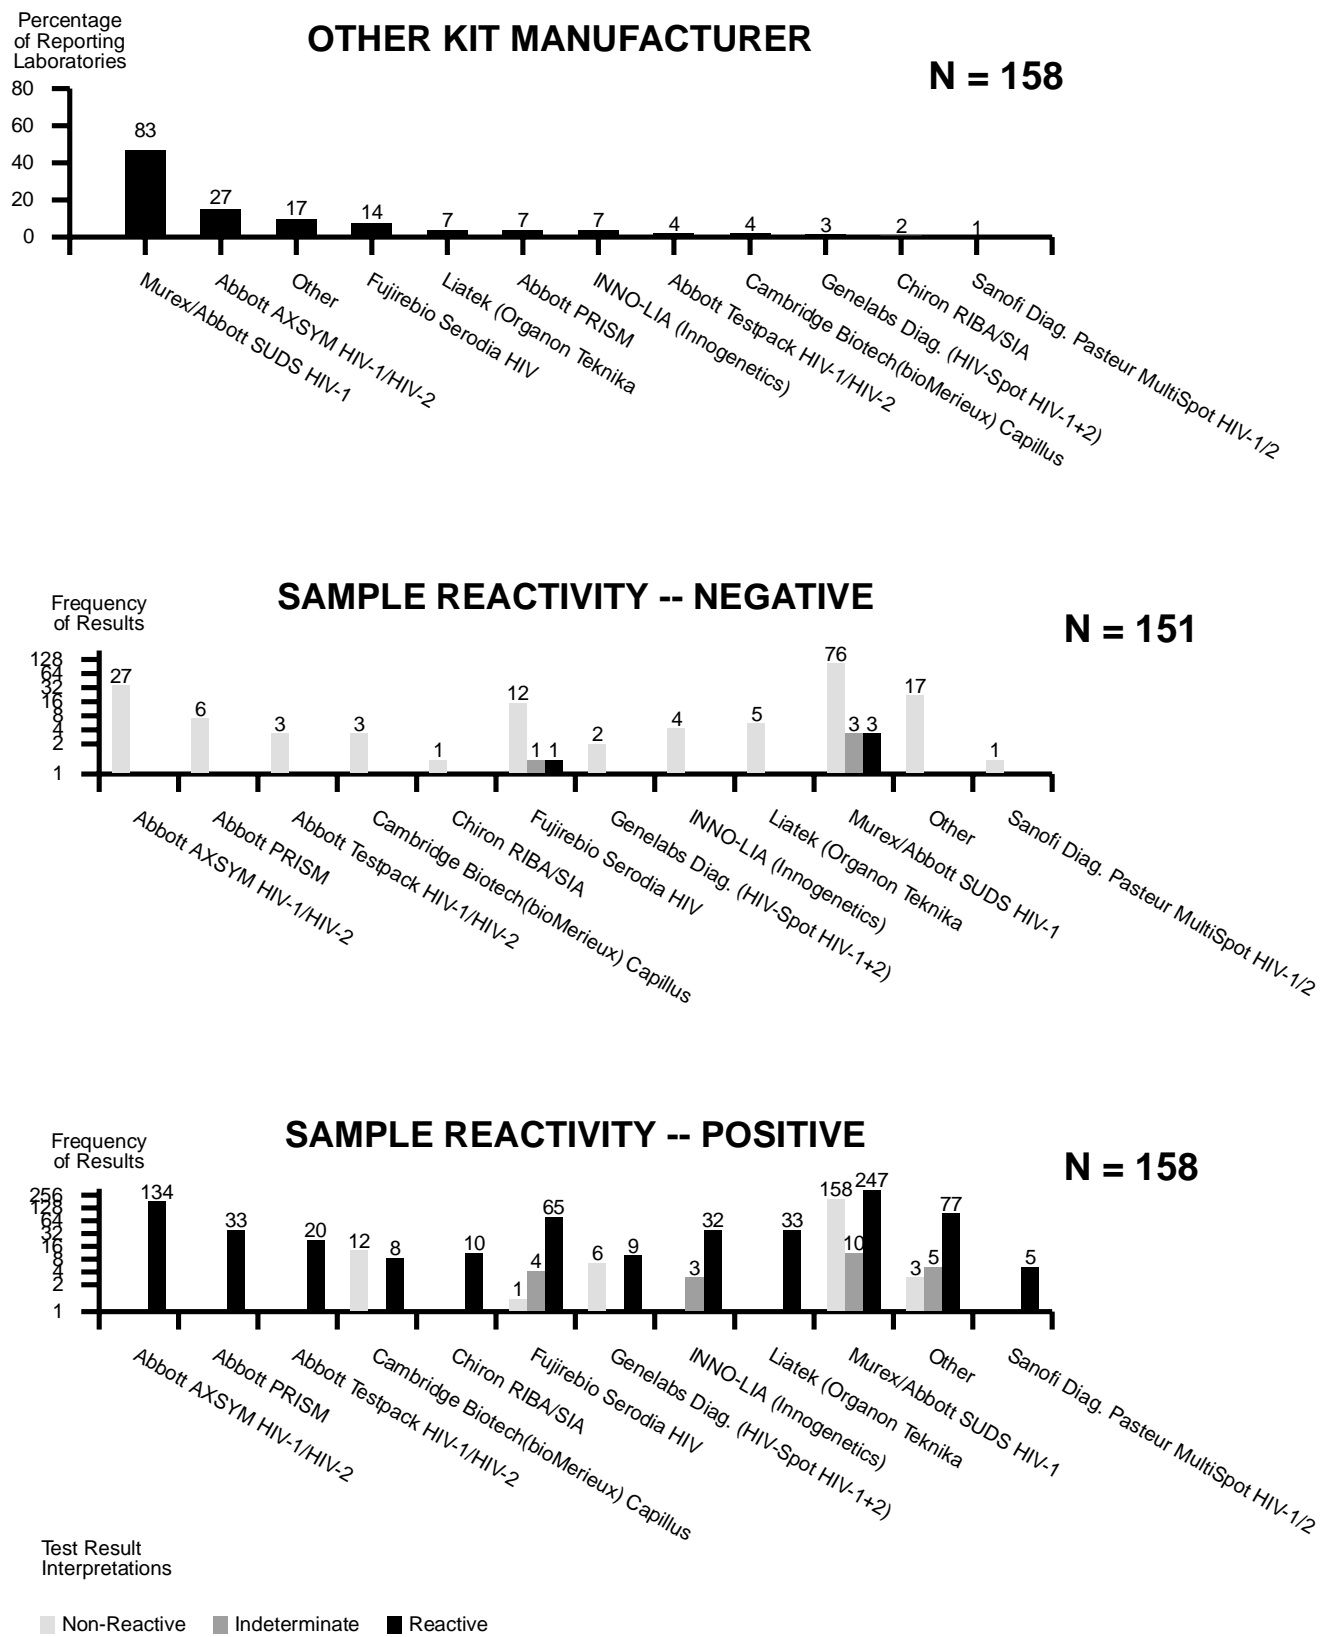 Percentage
of Reporting
Laboratories
OTHER KIT MANUFACTURER
N = 158
80
60
40
20
0
83
27
17
14
7
7
7
4
4
3
2
1
Murex/Abbott SUDS HIV-1
Abbott AXSYM HIV-1/HIV-2
Other
Fujirebio Serodia HIV
Liatek (Organon Teknika
Abbott PRISM
INNO-LIA (Innogenetics)
Abbott Testpack HIV-1/HIV-2
Cambridge Biotech(bioMerieux) Capillus
Genelabs Diag. (HIV-Spot HIV-1+2)
Chiron RIBA/SIA
Sanofi Diag. Pasteur MultiSpot HIV-1/2
Frequency
of Results
SAMPLE REACTIVITY -- NEGATIVE
N = 151
128
64
32
16
8
4
2
1
27
6
3
3
1
12
1
1
2
4
5
76
3
3
17
1
Abbott AXSYM HIV-1/HIV-2
Abbott PRISM
Abbott Testpack HIV-1/HIV-2
Cambridge Biotech(bioMerieux) Capillus
Chiron RIBA/SIA
Fujirebio Serodia HIV
Genelabs Diag. (HIV-Spot HIV-1+2)
INNO-LIA (Innogenetics)
Liatek (Organon Teknika
Murex/Abbott SUDS HIV-1
Other
Sanofi Diag. Pasteur MultiSpot HIV-1/2
Frequency
of Results
SAMPLE REACTIVITY -- POSITIVE
N = 158
256
128
64
32
16
8
4
2
1
134
33
20
12
8
10
1
4
65
6
9
3
32
33
158
10
247
3
5
77
5
Abbott AXSYM HIV-1/HIV-2
Abbott PRISM
Abbott Testpack HIV-1/HIV-2
Cambridge Biotech(bioMerieux) Capillus
Chiron RIBA/SIA
Fujirebio Serodia HIV
Genelabs Diag. (HIV-Spot HIV-1+2)
INNO-LIA (Innogenetics)
Liatek (Organon Teknika
Murex/Abbott SUDS HIV-1
Other
Sanofi Diag. Pasteur MultiSpot HIV-1/2
Test Result
Interpretations
Non-Reactive Indeterminate Reactive